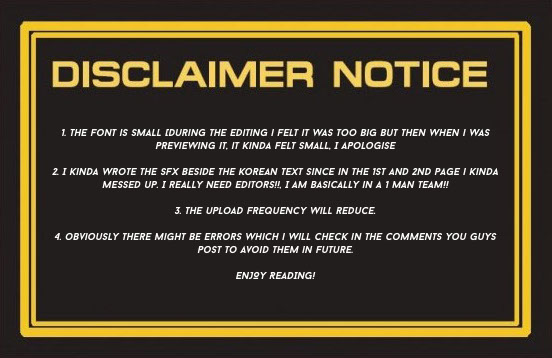 DISCLAIMER NOTICE
1. THE FONT IS SMALL (DURING THE EDITING I FELT IT WAS TOO BIG BUT THEN WHEN I WAS
PREVIEWING IT, IT KINDA FELT SMALL, I APOLOGISE
2. I KINDA WROTE THE SFX BESIDE THE KOREAN TEXT SINCE IN THE 1ST AND 2ND PAGE I KINDA
MESSED UP. I REALLY NEED EDITORS!!, I AM BASICALLY IN A 1 MAN TEAM!!
3. THE UPLOAD FREQUENCY WILL REDUCE.
4. OBVIOUSLY THERE MIGHT BE ERRORS WHICH I WILL CHECK IN THE COMMENTS YOU GUYS
POST TO AVOID THEM IN FUTURE.
ENJOY READING!